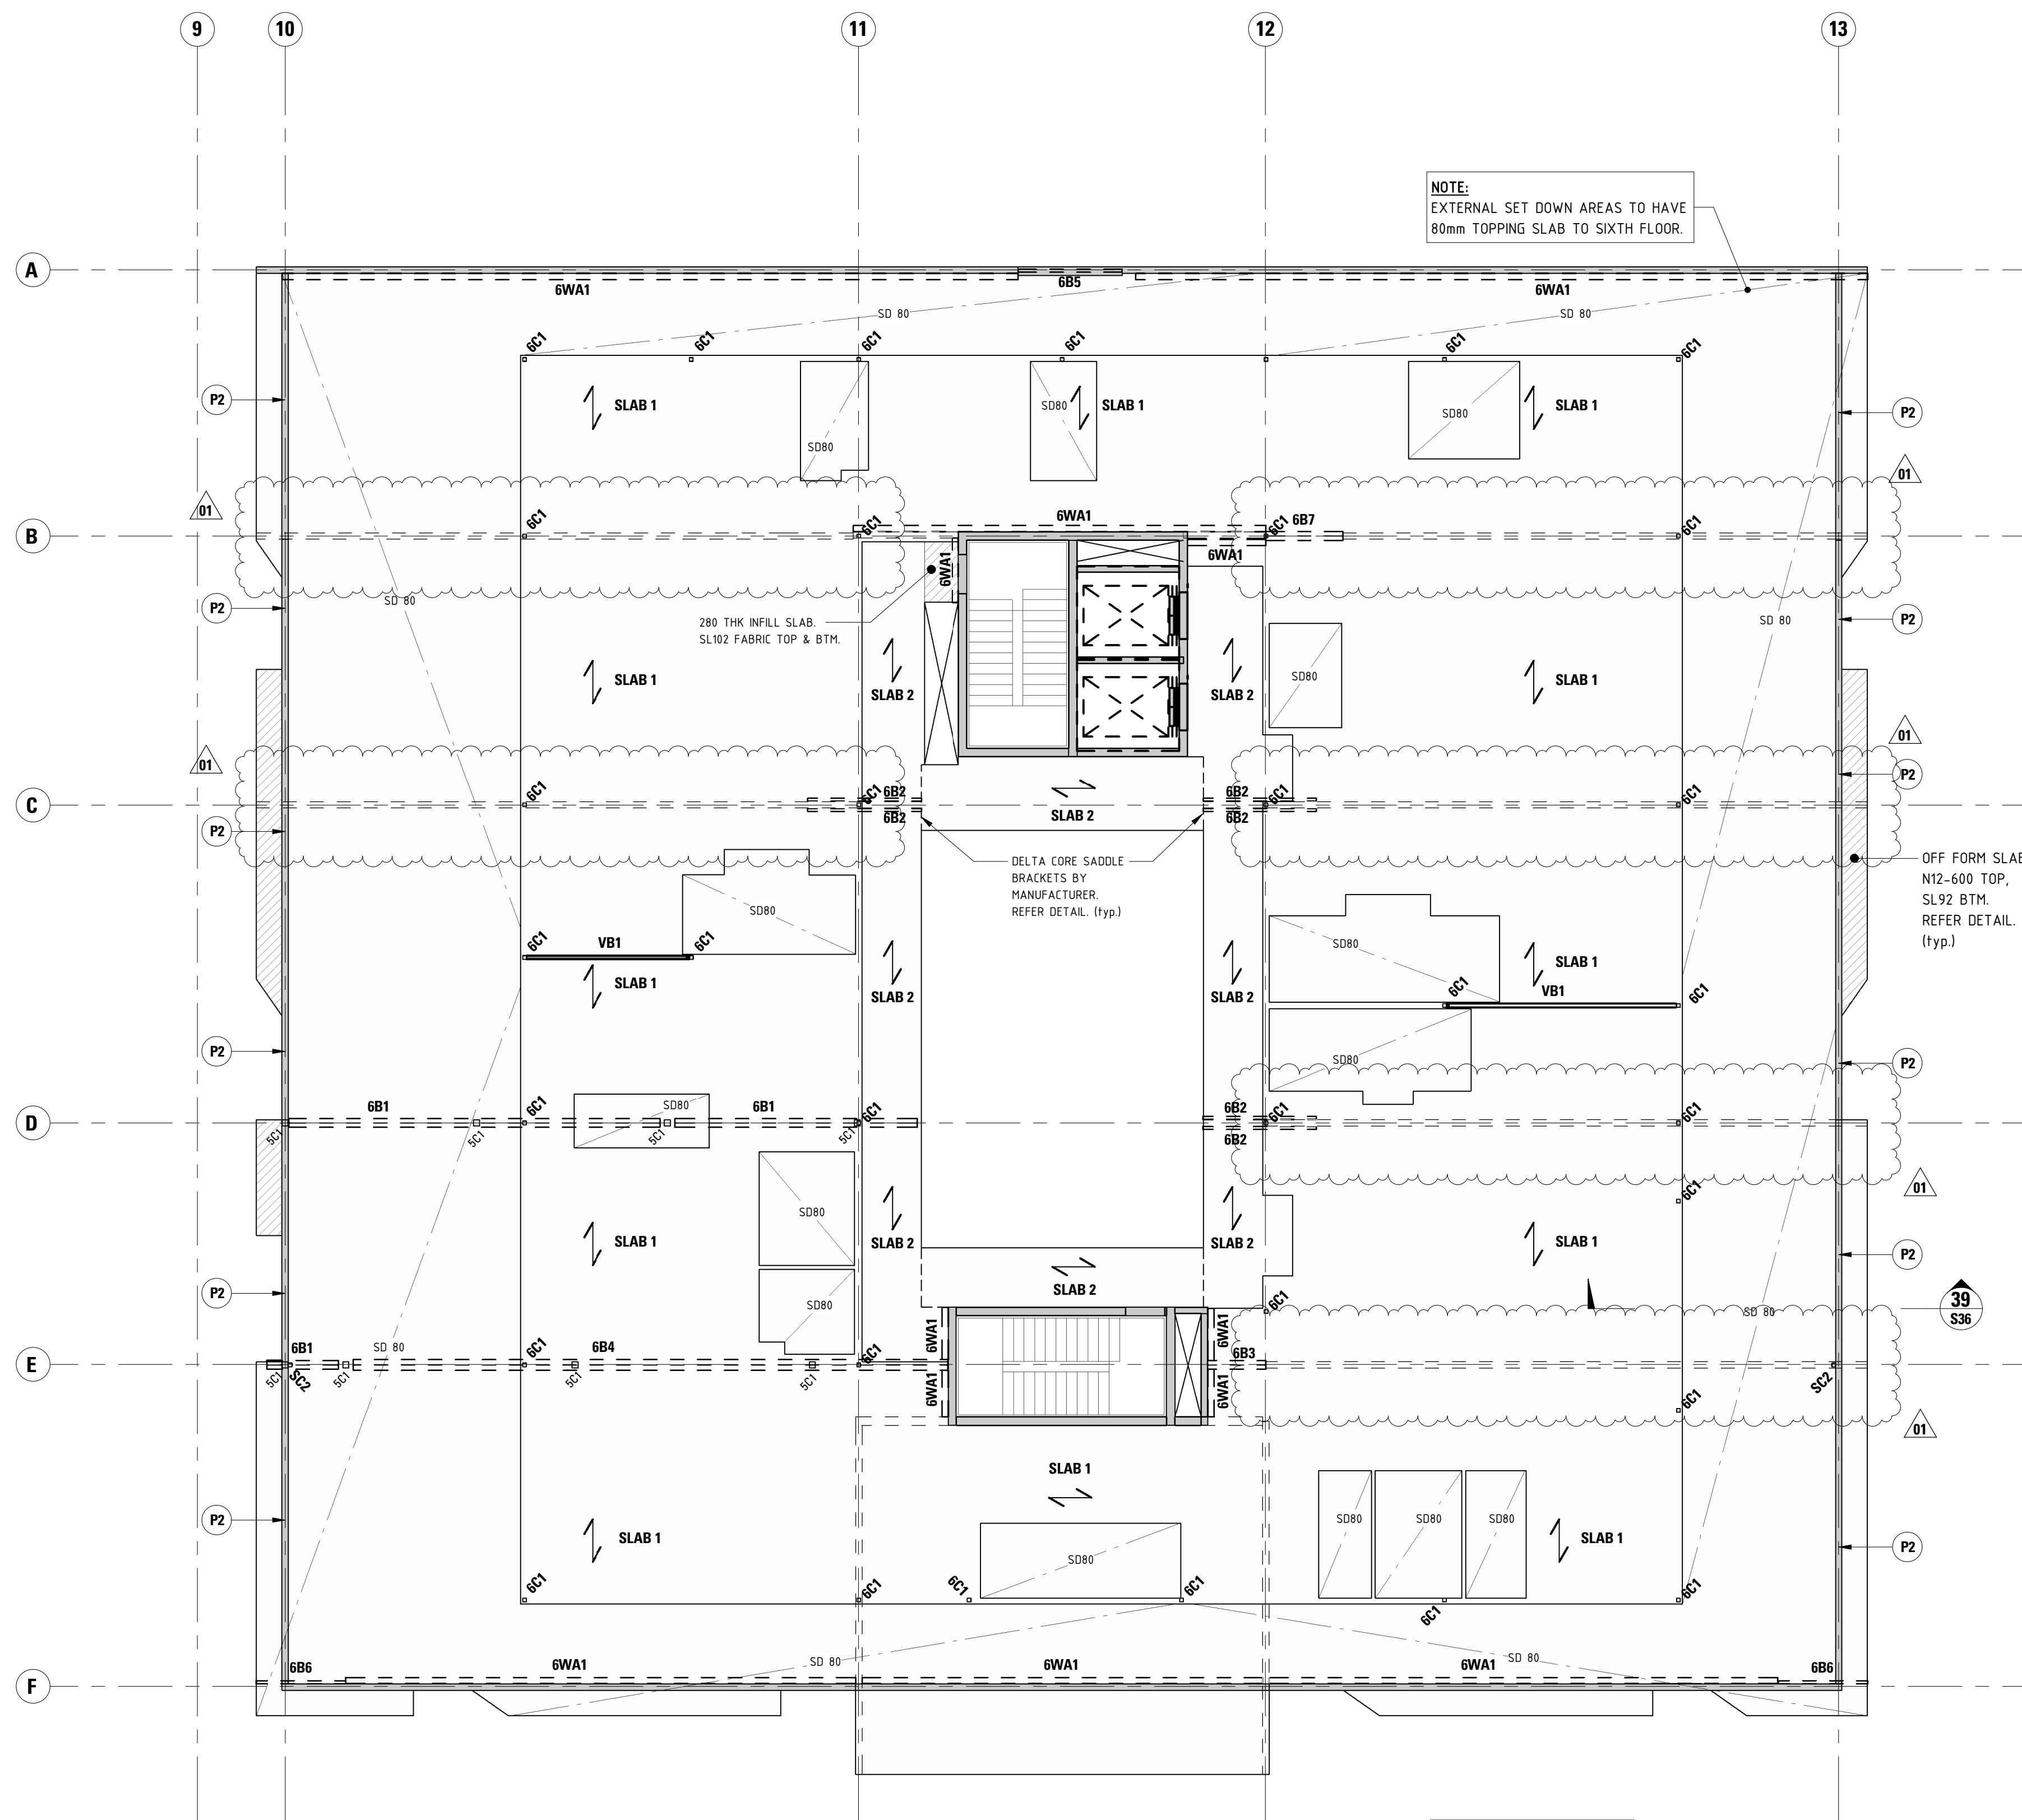 9
10
11
12
13
NOTE:
EXTERNAL SET DOWN AREAS TO HAVE
80mm TOPPING SLAB TO SIXTH FLOOR.
A
6WA1
6B5
6WA1
SD 80
SD 80
6C1
6C1
6C1
6C1
6C1
6C1
P2
SLAB 1
SD80
SD80
SLAB 1
SD80
SLAB 1
P2
01
01
B
6C1
6C1
6WA1
6C1
6B7
6C1
6WA1
6WA1
SD 80
P2
280 THK INFILL SLAB.
SL102 FABRIC TOP & BTM.
SD 80
P2
SLAB 1
SLAB 2
SLAB 2
SD80
SLAB 1
01
01
P2
C
6C1
6C1
6B2
6B2
SLAB 2
6B2
6B2
6C1
6C1
P2
DELTA CORE SADDLE
BRACKETS BY
MANUFACTURER.
REFER DETAIL. (typ.)
OFF FORM SLAB
N12-600 TOP,
SL92 BTM.
REFER DETAIL.
(typ.)
SD80
6C1
VB1
6C1
SLAB 1
SLAB 2
SLAB 2
SD80
SLAB 1
6C1
VB1
6C1
P2
SD80
P2
D
6B1
6C1
SD80
6B1
6C1
6B2
6B2
6C1
6C1
5C1
5C1
5C1
5C1
01
6C1
SD80
SLAB 1
SLAB 2
SLAB 2
SLAB 1
P2
P2
SLAB 2
SD80
6C1
SD 80
39
S36
E
6B1
SD 80
6C1
6B4
6C1
6WA1
6WA1
6B3
5C1
SC2
5C1
5C1
5C1
6WA1
6WA1
SC2
6C1
01
SLAB 1
P2
SLAB 1
SD80
SD80
SD80
SD80
SLAB 1
P2
6C1
6C1
6C1
6C1
6C1
6C1
F
6B6
6WA1
SD 80
6WA1
6WA1
SD 80
6B6